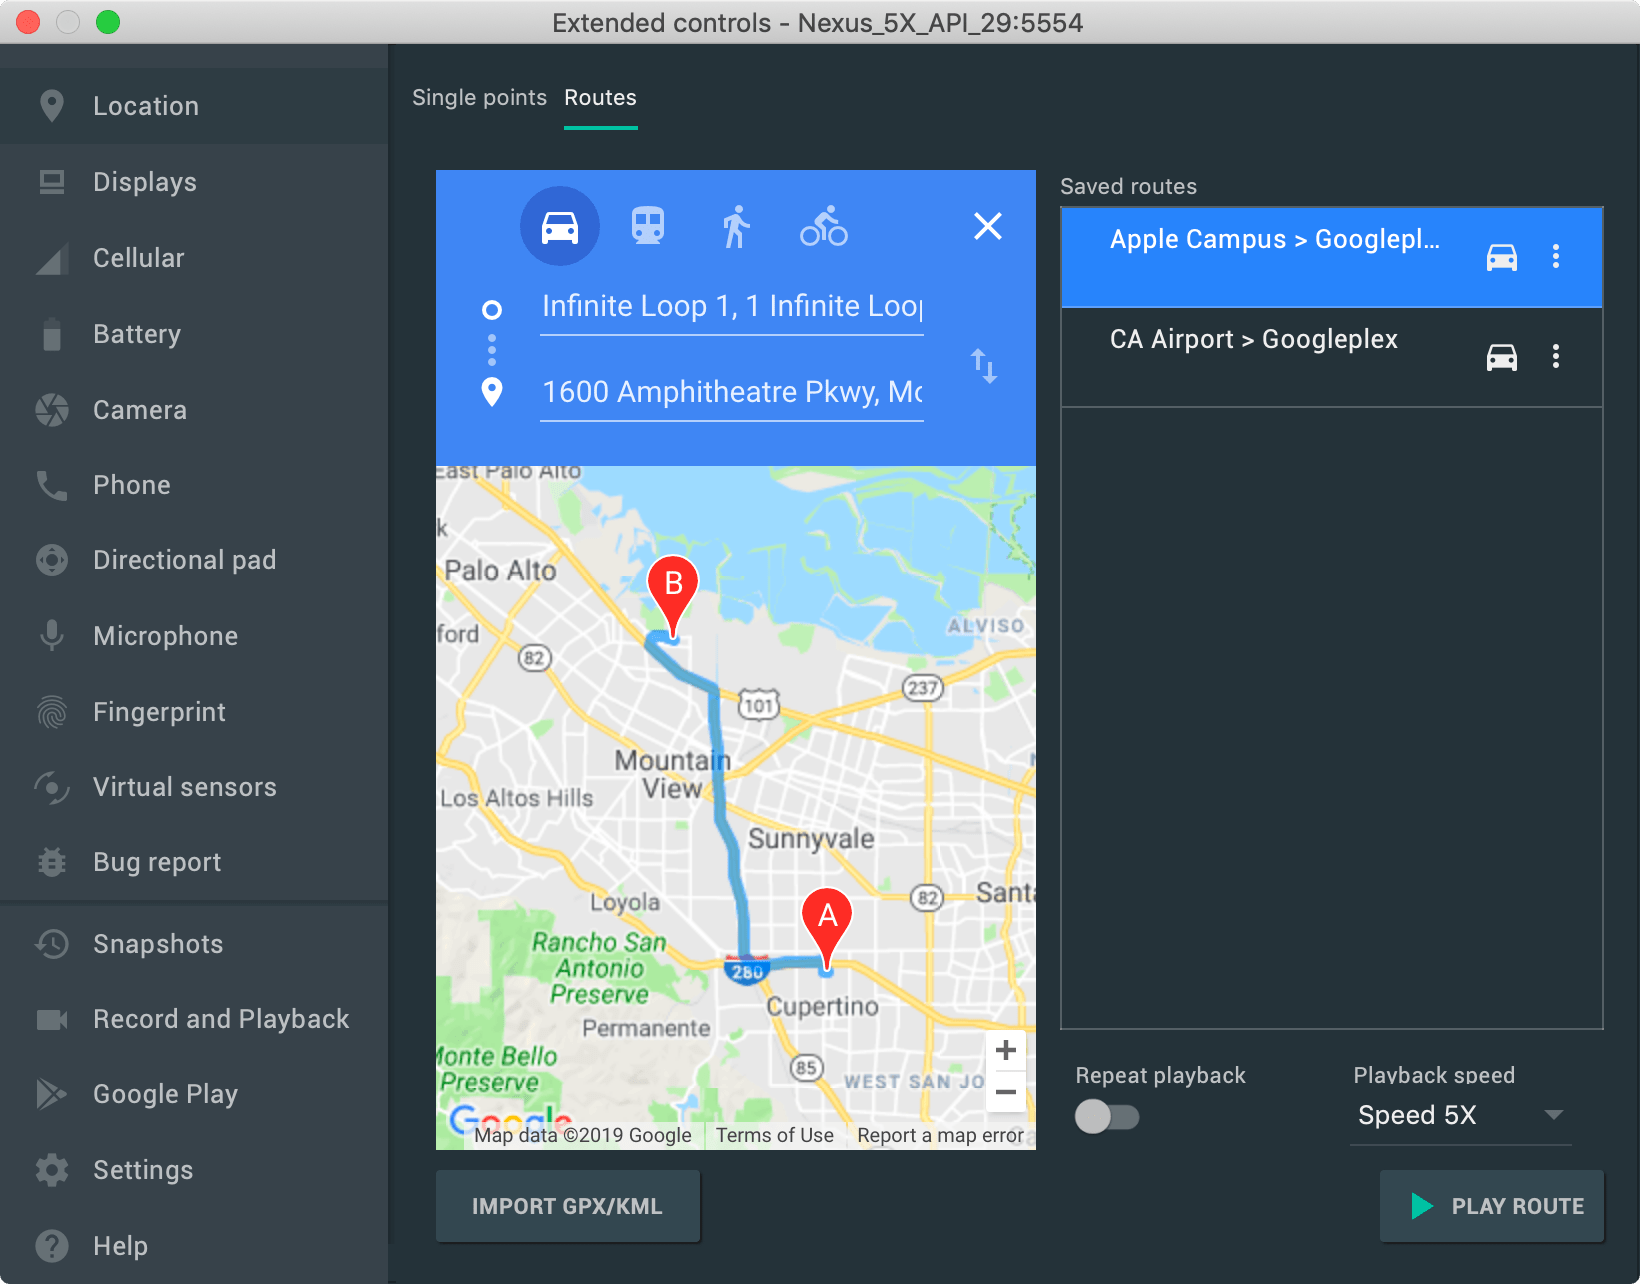 Extended controls - Nexus_5X_API_29:5554
Location
Displays
Cellular
Battery
Camera
Phone
Directional pad
Microphone
Fingerprint
Virtual sensors
Bug report
Snapshots
Record and Playback
Google Play
Settings
Help
Single points Routes
Infinite Loop 1, 1 Infinite Loop
1600 Amphitheatre Pkwy, Mo
East Palo Alto
k
Palo Alto
B
ford
ALVISO
82
237
101
Mountain
View
Los Altos Hills
Sunnyvale
82
Santa
Loyola
A
Rancho San
Antonio
Preserve
280
Cupertino
Permanente
Monte Bello
Preserve
85
WEST SAN JO
+
−
Google
Map data ©2019 Google Terms of Use Report a map error
IMPORT GPX/KML
Saved routes
Apple Campus > Googlepl...
CA Airport > Googleplex
Repeat playback
Playback speed
Speed 5X
PLAY ROUTE